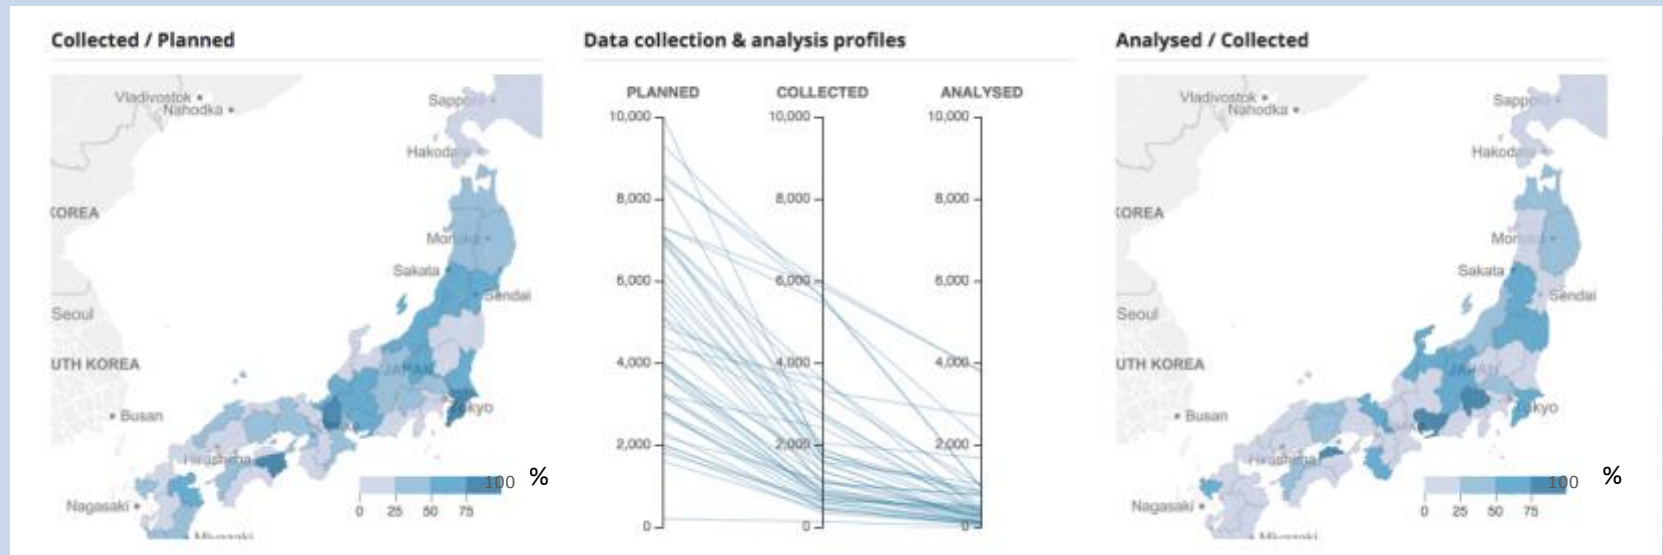 Collected / Planned
Vladivostok
Nahodka
Sapporo
Hakodate
KOREA
Morioka
Sakata
Sendai
Seoul
UTH KOREA
JAPAN
Tokyo
Busan
Hiroshima
Nagasaki
Miyazaki
100 %
0 25 50 75
Data collection & analysis profiles
PLANNED COLLECTED ANALYSED
10,000 10,000 10,000
8,000 8,000 8,000
6,000 6,000 6,000
4,000 4,000 4,000
2,000 2,000 2,000
0 0 0
Analysed / Collected
Vladivostok
Nahodka
Sapporo
Hakodate
KOREA
Morioka
Sakata
Sendai
Seoul
UTH KOREA
JAPAN
Tokyo
Busan
Hiroshima
Nagasaki
Miyazaki
100 %
0 25 50 75